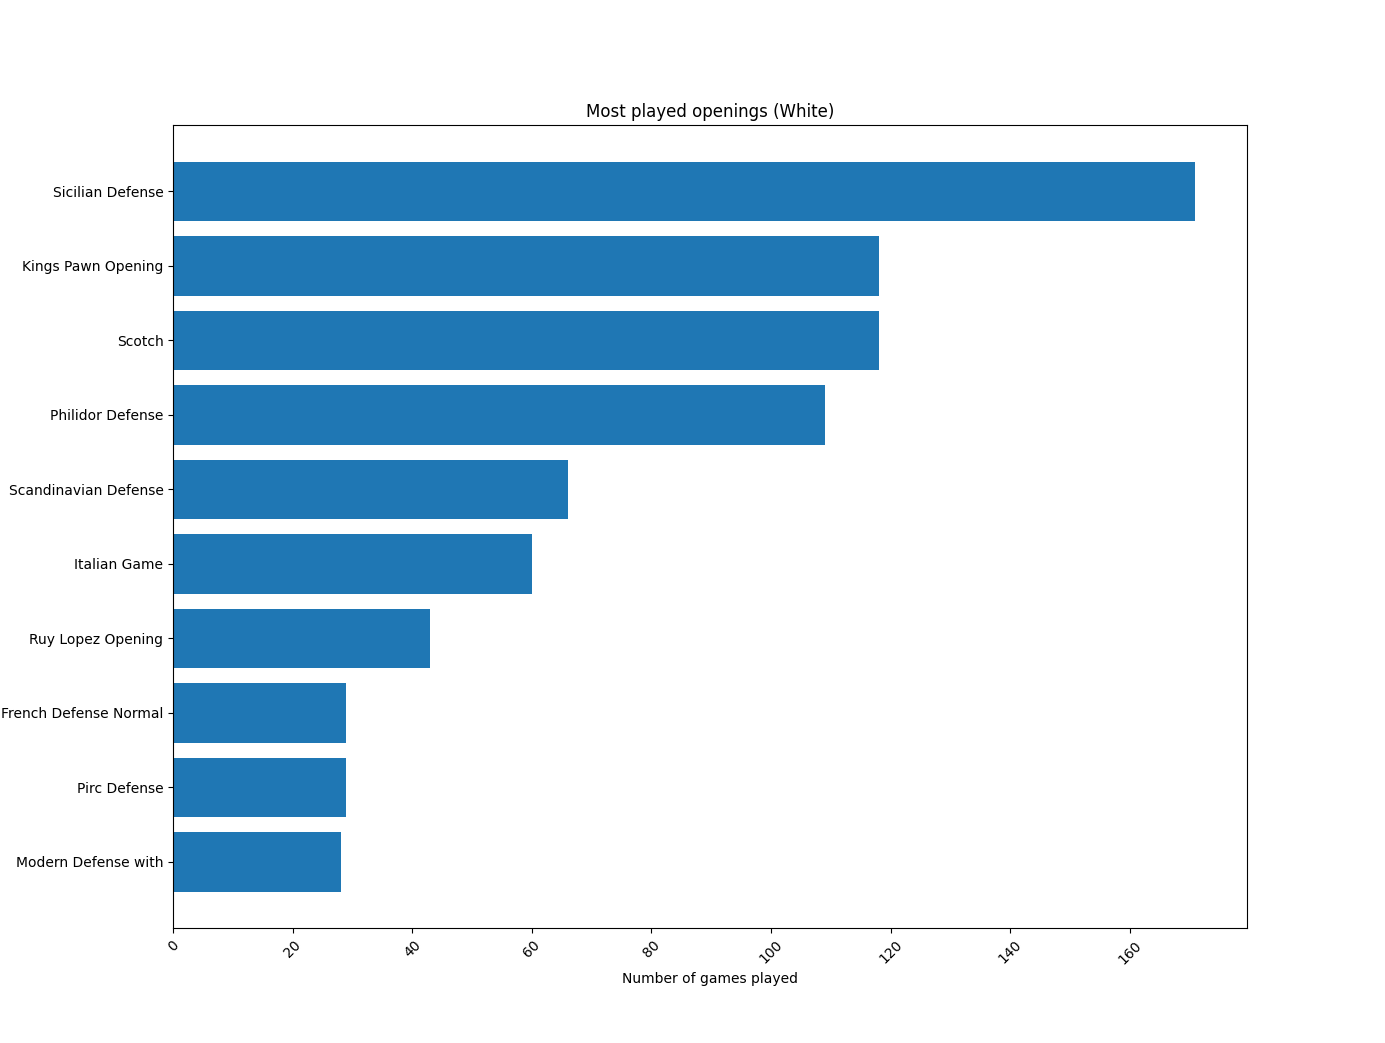 Most played openings (White)
Sicilian Defense
Kings Pawn Opening
Scotch
Philidor Defense
Scandinavian Defense
Italian Game
Ruy Lopez Opening
French Defense Normal
Pirc Defense
Modern Defense with
0 20 40 60 80 100 120 140 160
Number of games played